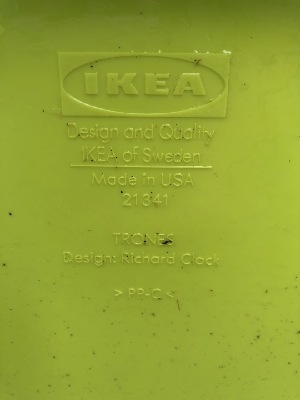 IKEA
Design and Quality
IKEA of Sweden
Made in USA
21341
TRONES
Design: Richard Clack
> PP-C <